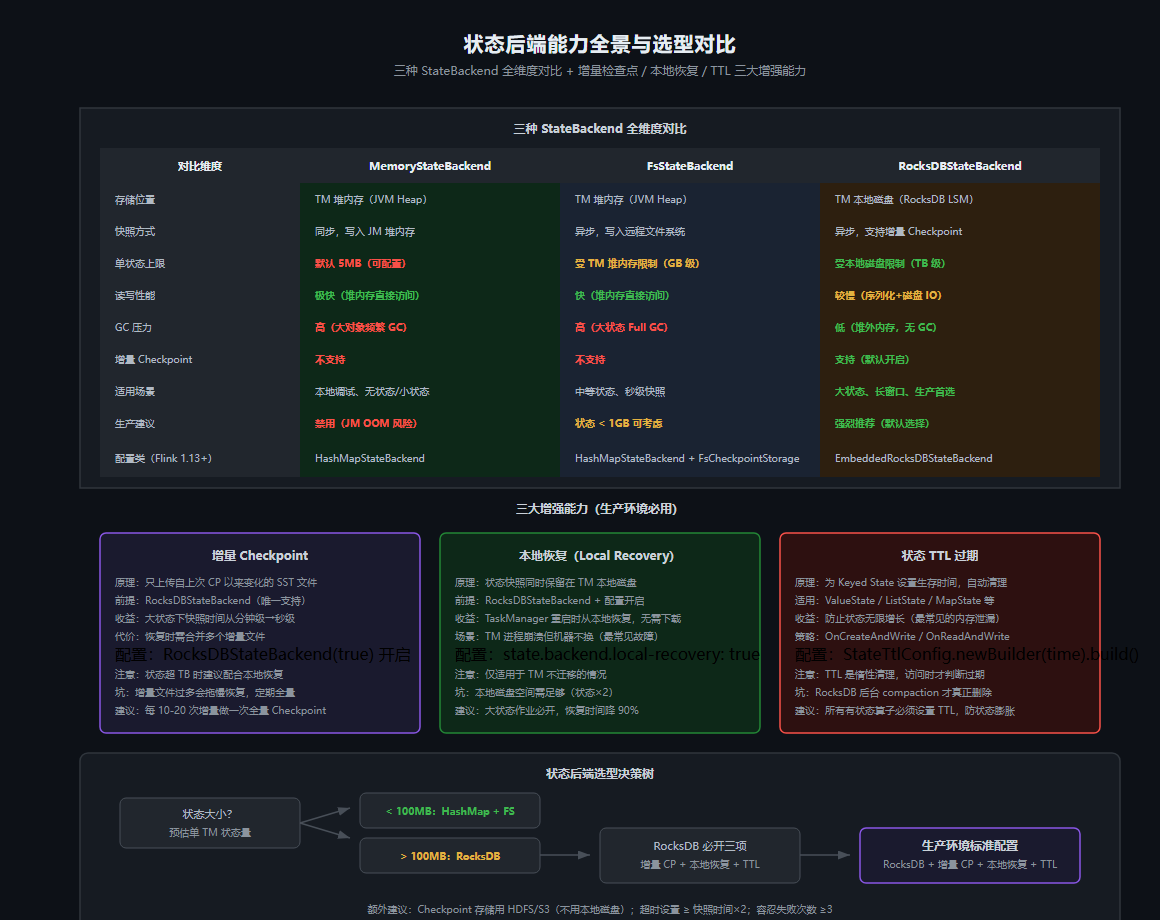 状态后端能力全景与选型对比
三种 StateBackend 全维度对比 + 增量检查点 / 本地恢复 / TTL 三大增强能力
三种 StateBackend 全维度对比
对比维度 MemoryStateBackend FsStateBackend RocksDBStateBackend
存储位置 TM 堆内存（JVM Heap） TM 堆内存（JVM Heap） TM 本地磁盘（RocksDB LSM）
快照方式 同步，写入 JM 堆内存 异步，写入远程文件系统 异步，支持增量 Checkpoint
单状态上限 默认 5MB（可配置） 受 TM 堆内存限制（GB 级） 受本地磁盘限制（TB 级）
读写性能 极快（堆内存直接访问） 快（堆内存直接访问） 较慢（序列化+磁盘 IO）
GC 压力 高（大对象频繁 GC） 高（大状态 Full GC） 低（堆外内存，无 GC）
增量 Checkpoint 不支持 不支持 支持（默认开启）
适用场景 本地调试、无状态/小状态 中等状态、秒级快照 大状态、长窗口、生产首选
生产建议 禁用（JM OOM 风险） 状态 < 1GB 可考虑 强烈推荐（默认选择）
配置类（Flink 1.13+） HashMapStateBackend HashMapStateBackend + FsCheckpointStorage EmbeddedRocksDBStateBackend
三大增强能力（生产环境必用）
增量 Checkpoint
原理：只上传自上次 CP 以来变化的 SST 文件
前提：RocksDBStateBackend（唯一支持）
收益：大状态下快照时间从分钟级→秒级
代价：恢复时需合并多个增量文件
配置：RocksDBStateBackend(true) 开启
注意：状态超 TB 时建议配合本地恢复
坑：增量文件过多会拖慢恢复，定期全量
建议：每 10-20 次增量做一次全量 Checkpoint
本地恢复（Local Recovery）
原理：状态快照同时保留在 TM 本地磁盘
前提：RocksDBStateBackend + 配置开启
收益：TaskManager 重启时从本地恢复，无需下载
场景：TM 进程崩溃但机器不换（最常见故障）
配置：state.backend.local-recovery: true
注意：仅适用于 TM 不迁移的情况
坑：本地磁盘空间需足够（状态×2）
建议：大状态作业必开，恢复时间降 90%
状态 TTL 过期
原理：为 Keyed State 设置生存时间，自动清理
适用：ValueState / ListState / MapState 等
收益：防止状态无限增长（最常见的内存泄漏）
策略：OnCreateAndWrite / OnReadAndWrite
配置：StateTtlConfig.newBuilder(time).build()
注意：TTL 是惰性清理，访问时才判断过期
坑：RocksDB 后台 compaction 才真正删除
建议：所有有状态算子必须设置 TTL，防状态膨胀
状态后端选型决策树
状态大小？
预估单 TM 状态量
< 100MB：HashMap + FS
> 100MB：RocksDB
RocksDB 必开三项
增量 CP + 本地恢复 + TTL
生产环境标准配置
RocksDB + 增量 CP + 本地恢复 + TTL
额外建议：Checkpoint 存储用 HDFS/S3（不用本地磁盘）；超时设置 ≥ 快照时间×2；容忍失败次数 ≥3